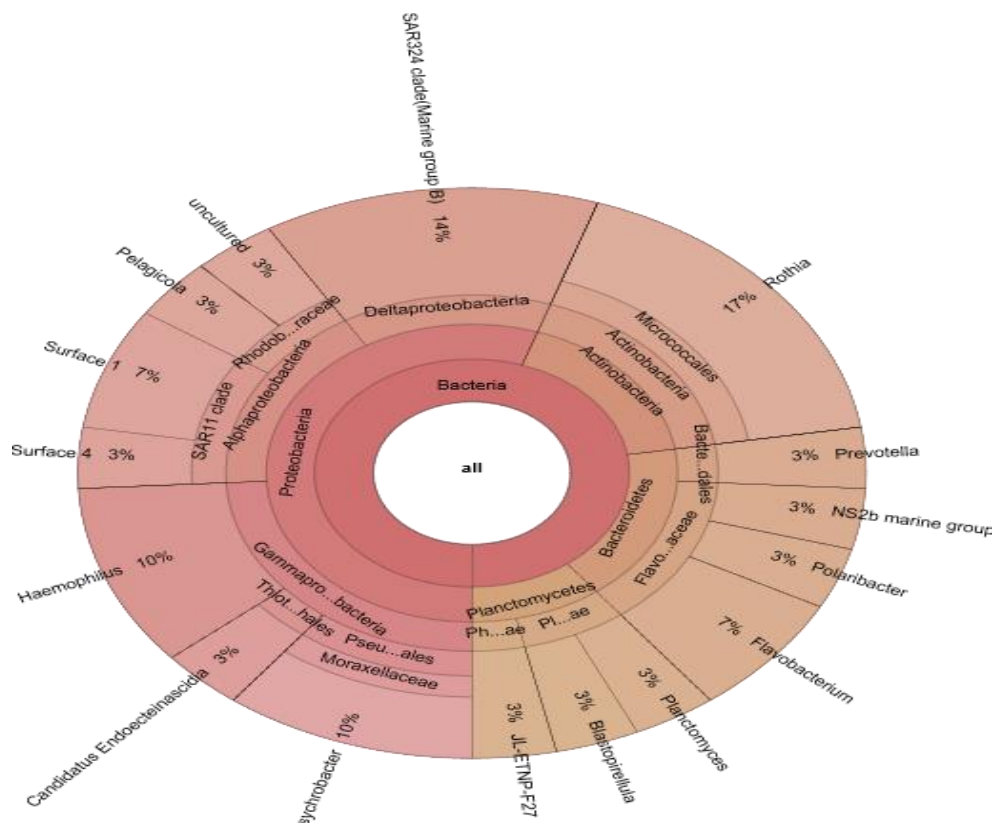 SAR324 clade(Marine group B) 14%
Rothia 17%
Prevotella 3%
NS2b marine group 3%
Polaribacter 3%
Flavobacterium 7%
Planctomyces 3%
Blastopirellula 3%
JL-ETNP-F27 3%
sychrobacter 10%
Candidatus Endoecteinascidia 3%
Haemophilus 10%
Surface 4 3%
Surface 1 7%
Pelagicola 3%
uncultured 3%
Deltaproteobacteria
Micrococcales
Actinobacteria
Actinobacteria
Bacte...dales
Bacteroidetes
Flavo...aceae
Planctomycetes
Pl...ae
Ph...ae
Pseu...ales
Moraxellaceae
Thiot...hales
Gammapro...bacteria
Proteobacteria
Alphaproteobacteria
SAR11 clade
Rhodob...raceae
Bacteria
all